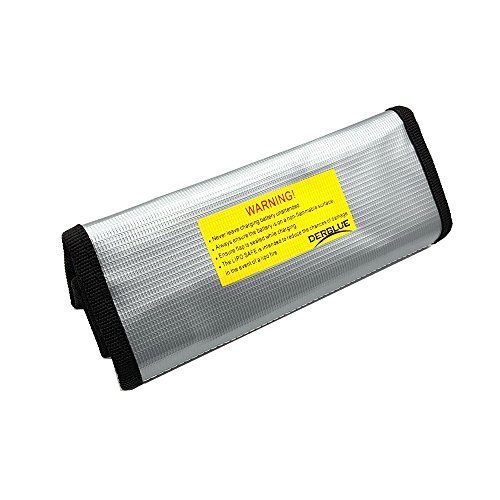 WARNING!
• Never leave charging battery unattended
• Always ensure the battery is on a non flammable surface
• Ensure flap is sealed while charging
• The LIPO SAFE is intended to reduce the chances of damage
in the event of a lipo fire
DERBLUE